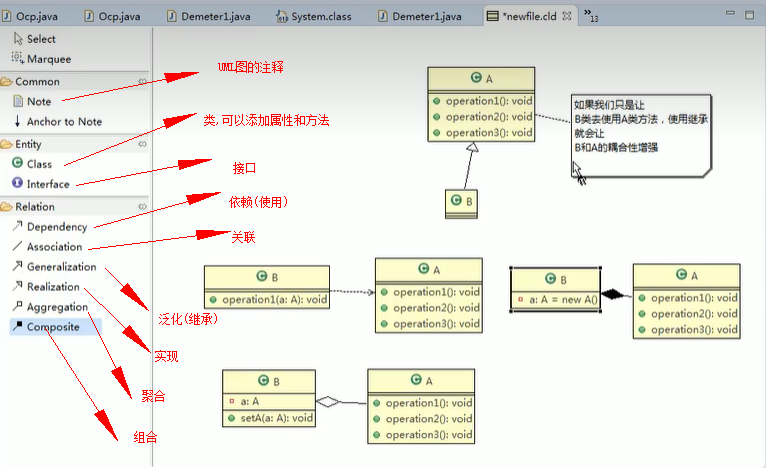 Ocp.java
Ocp.java
Demeter1.java
System.class
Demeter1.java
*newfile.cld
»13
Select
Marquee
Common
Note
Anchor to Note
Entity
Class
Interface
Relation
Dependency
Association
Generalization
Realization
Aggregation
Composite
UML图的注释
类,可以添加属性和方法
接口
依赖(使用)
关联
泛化(继承)
实现
聚合
组合
A
operation1(): void
operation2(): void
operation3(): void
如果我们只是让
B类去使用A类方法，使用继承
就会让
B和A的耦合性增强
B
B
operation1(a: A): void
A
operation1(): void
operation2(): void
operation3(): void
B
a: A = new A()
A
operation1(): void
operation2(): void
operation3(): void
B
a: A
setA(a: A): void
A
operation1(): void
operation2(): void
operation3(): void